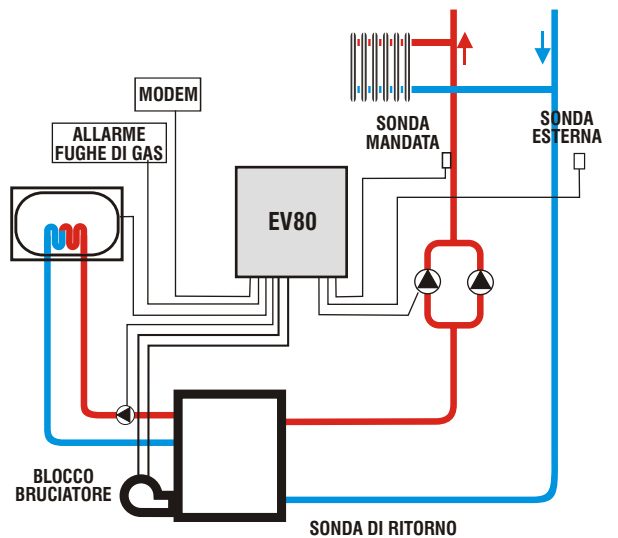 MODEM
ALLARME
FUGHE DI GAS
SONDA
MANDATA
SONDA
ESTERNA
EV80
BLOCCO
BRUCIATORE
SONDA DI RITORNO